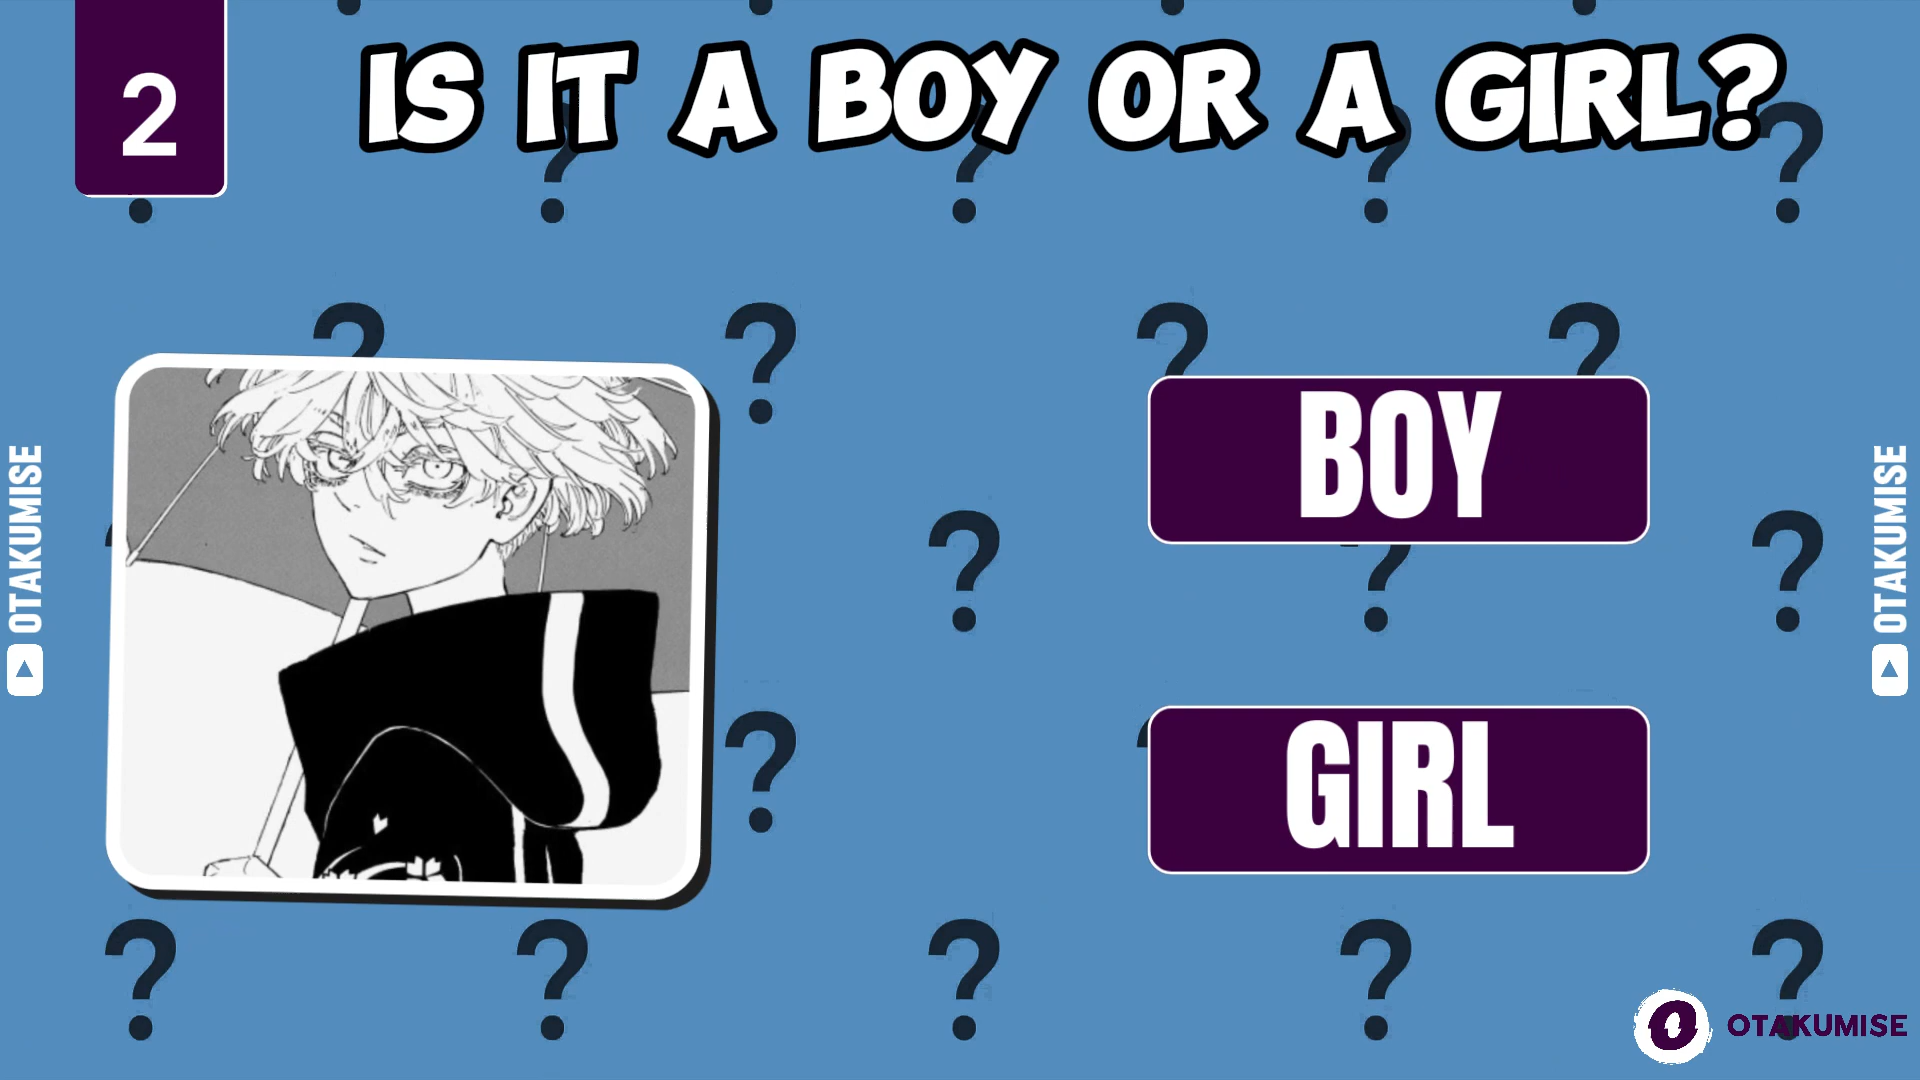 2
IS IT A BOY OR A GIRL?
BOY
GIRL
OTAKUMISE
OTAKUMISE
OTAKUMISE